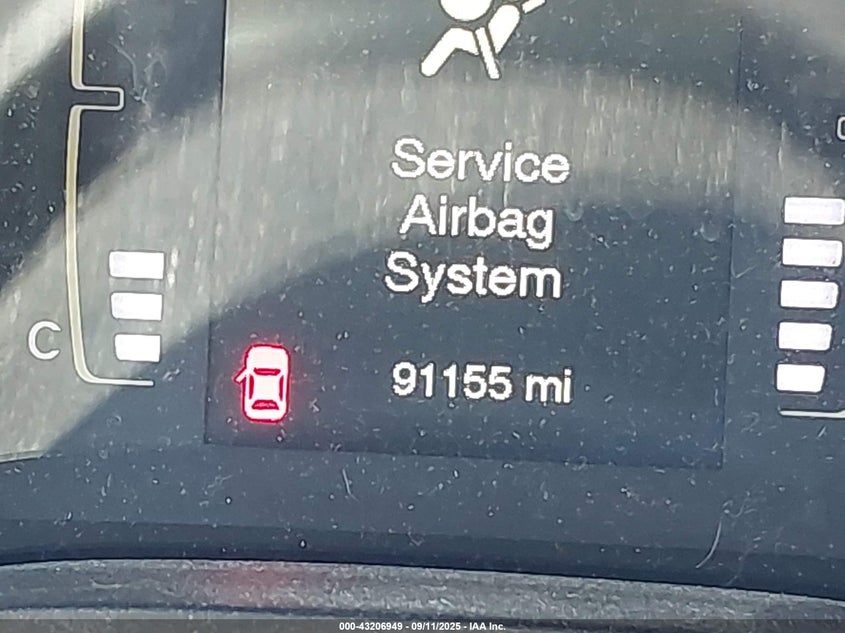 Service
Airbag
System
C
91155 mi
000-43206949 - 09/11/2025 - IAA Inc.